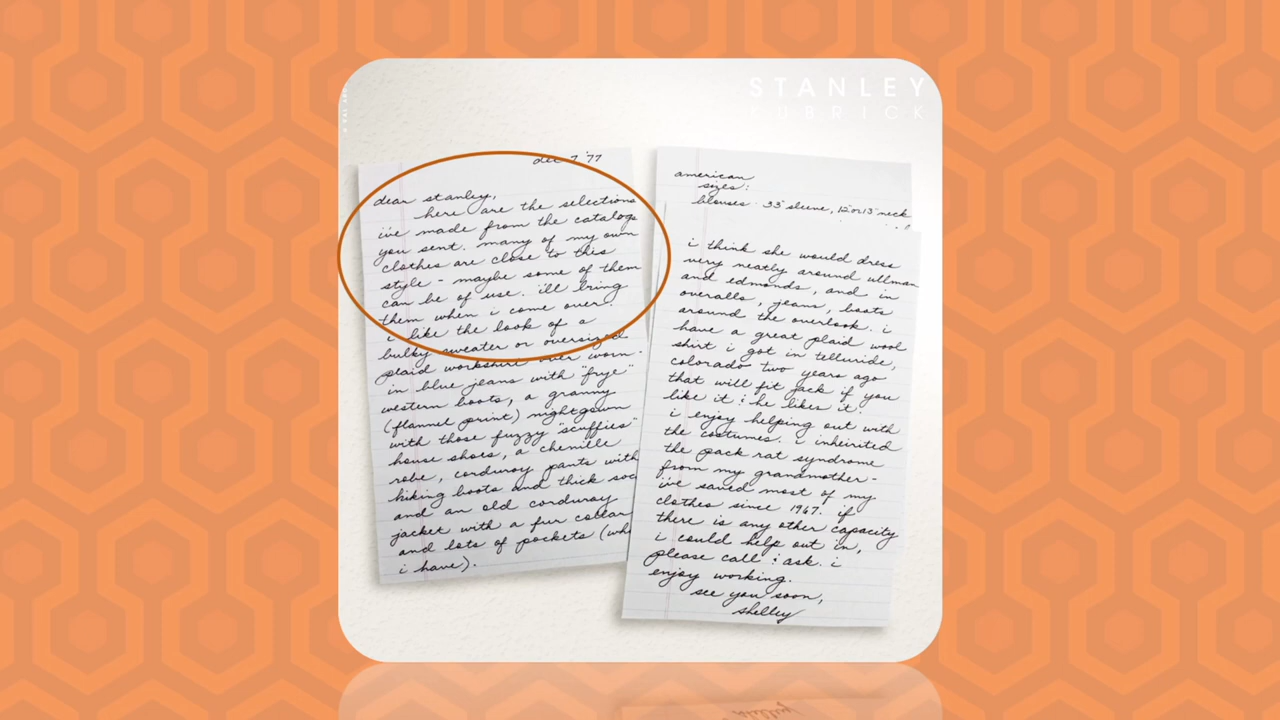 STANLEY
KUBRICK
dec 7 '77
dear stanley,
here are the selections
i've made from the catalogs
you sent. many of my own
clothes are close to this
style - maybe some of them
can be of use. i'll bring
them when i come over.
i like the look of a
bulky sweater or oversized
plaid workshirt over worn-
in blue jeans with "frye"
western boots, a granny
(flannel print) nightgown
with those fuzzy "scuffies"
house shoes, a chenille
robe, corduroy pants with
hiking boots and thick soc
and an old corduroy
jacket with a fur collar
and lots of pockets (wh
i have).
american
sizes:
blouses - 33" sleeve, 12 or 13" neck
i think she would dress
very neatly around ullman
and edmonds, and in
overalls, jeans, boots
around the overlook. i
have a great plaid wool
shirt i got in telluride,
colorado two years ago
that will fit jack if you
like it & he likes it.
i enjoy helping out with
the costumes. i inheirited
the pack rat syndrome
from my grandmother -
i've saved most of my
clothes since 1967. if
there is any other capacity
i could help out in,
please call & ask. i
enjoy working.
see you soon,
shelley